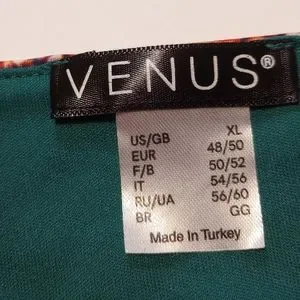 VENUS®
US/GB XL
EUR 48/50
F/B 50/52
IT 54/56
RU/UA 56/60
BR GG
Made In Turkey